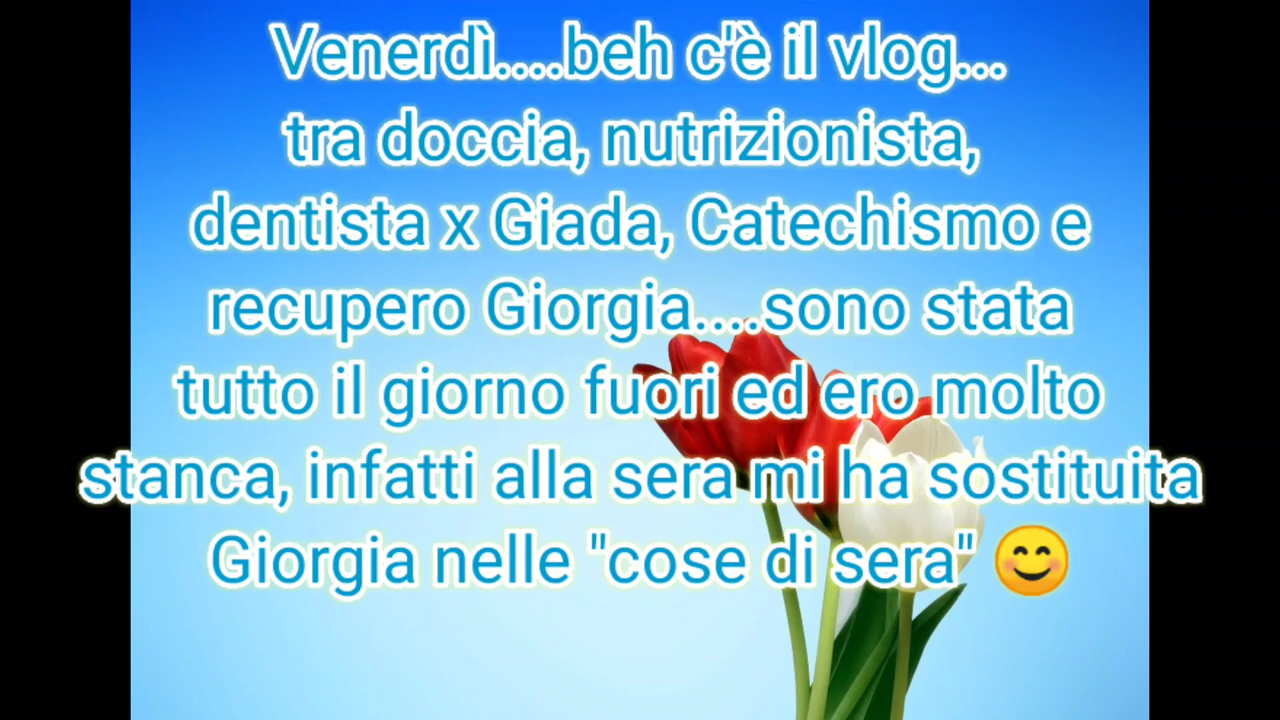 Venerdì....beh c'è il vlog...
tra doccia, nutrizionista,
dentista x Giada, Catechismo e
recupero Giorgia....sono stata
tutto il giorno fuori ed ero molto
stanca, infatti alla sera mi ha sostituita
Giorgia nelle "cose di sera" 😊